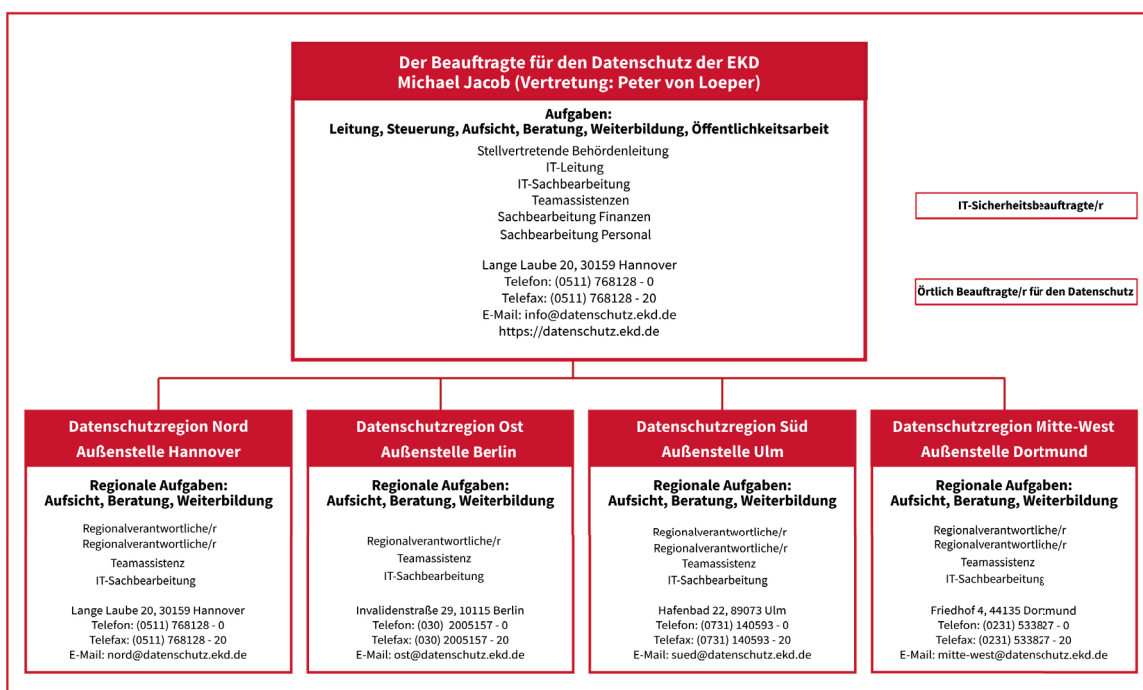 Der Beauftragte für den Datenschutz der EKD
Michael Jacob (Vertretung: Peter von Loeper)
Aufgaben:
Leitung, Steuerung, Aufsicht, Beratung, Weiterbildung, Öffentlichkeitsarbeit
Stellvertretende Behördenleitung
IT-Leitung
IT-Sachbearbeitung
Teamassistenzen
Sachbearbeitung Finanzen
Sachbearbeitung Personal
Lange Laube 20, 30159 Hannover
Telefon: (0511) 768128 - 0
Telefax: (0511) 768128 - 20
E-Mail: info@datenschutz.ekd.de
https://datenschutz.ekd.de
IT-Sicherheitsbeauftragte/r
Örtlich Beauftragte/r für den Datenschutz
Datenschutzregion Nord
Außenstelle Hannover
Regionale Aufgaben:
Aufsicht, Beratung, Weiterbildung
Regionalverantwortliche/r
Regionalverantwortliche/r
Teamassistenz
IT-Sachbearbeitung
Lange Laube 20, 30159 Hannover
Telefon: (0511) 768128 - 0
Telefax: (0511) 768128 - 20
E-Mail: nord@datenschutz.ekd.de
Datenschutzregion Ost
Außenstelle Berlin
Regionale Aufgaben:
Aufsicht, Beratung, Weiterbildung
Regionalverantwortliche/r
Teamassistenz
IT-Sachbearbeitung
Invalidenstraße 29, 10115 Berlin
Telefon: (030) 2005157 - 0
Telefax: (030) 2005157 - 20
E-Mail: ost@datenschutz.ekd.de
Datenschutzregion Süd
Außenstelle Ulm
Regionale Aufgaben:
Aufsicht, Beratung, Weiterbildung
Regionalverantwortliche/r
Regionalverantwortliche/r
Teamassistenz
IT-Sachbearbeitung
Hafenbad 22, 89073 Ulm
Telefon: (0731) 140593 - 0
Telefax: (0731) 140593 - 20
E-Mail: sued@datenschutz.ekd.de
Datenschutzregion Mitte-West
Außenstelle Dortmund
Regionale Aufgaben:
Aufsicht, Beratung, Weiterbildung
Regionalverantwortliche/r
Regionalverantwortliche/r
Teamassistenz
IT-Sachbearbeitung
Friedhof 4, 44135 Dortmund
Telefon: (0231) 533827 - 0
Telefax: (0231) 533827 - 20
E-Mail: mitte-west@datenschutz.ekd.de